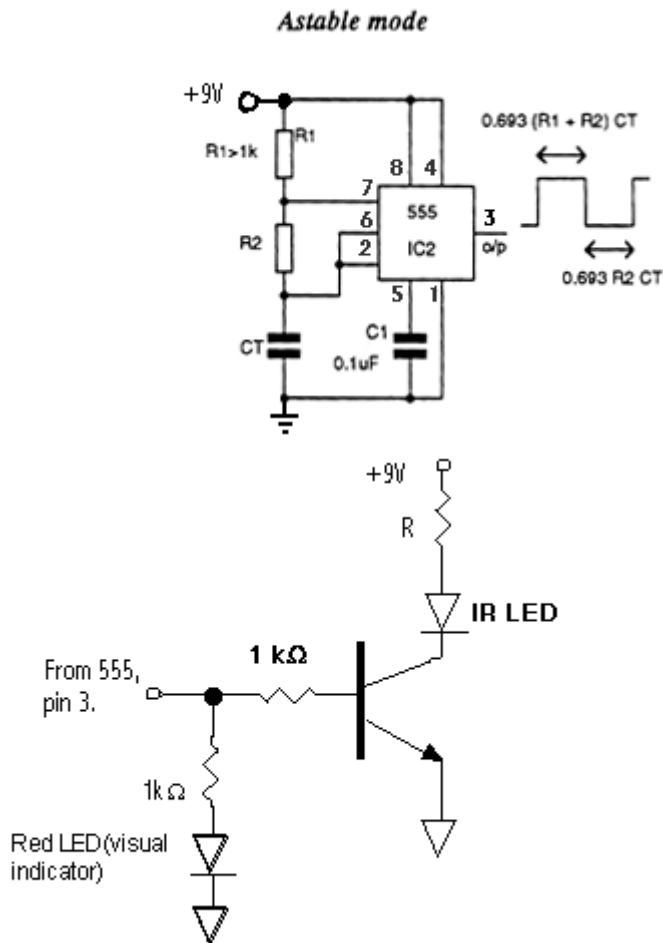 Astable mode
+9V
0.693 (R1 + R2) CT
R1
R1>1k
8 4
7
555
3
6
R2
2
IC2
o/p
5 1
0.693 R2 CT
CT
C1
0.1uF
+9V
R
IR LED
1 kΩ
From 555,
pin 3.
1k Ω
Red LED(visual
indicator)